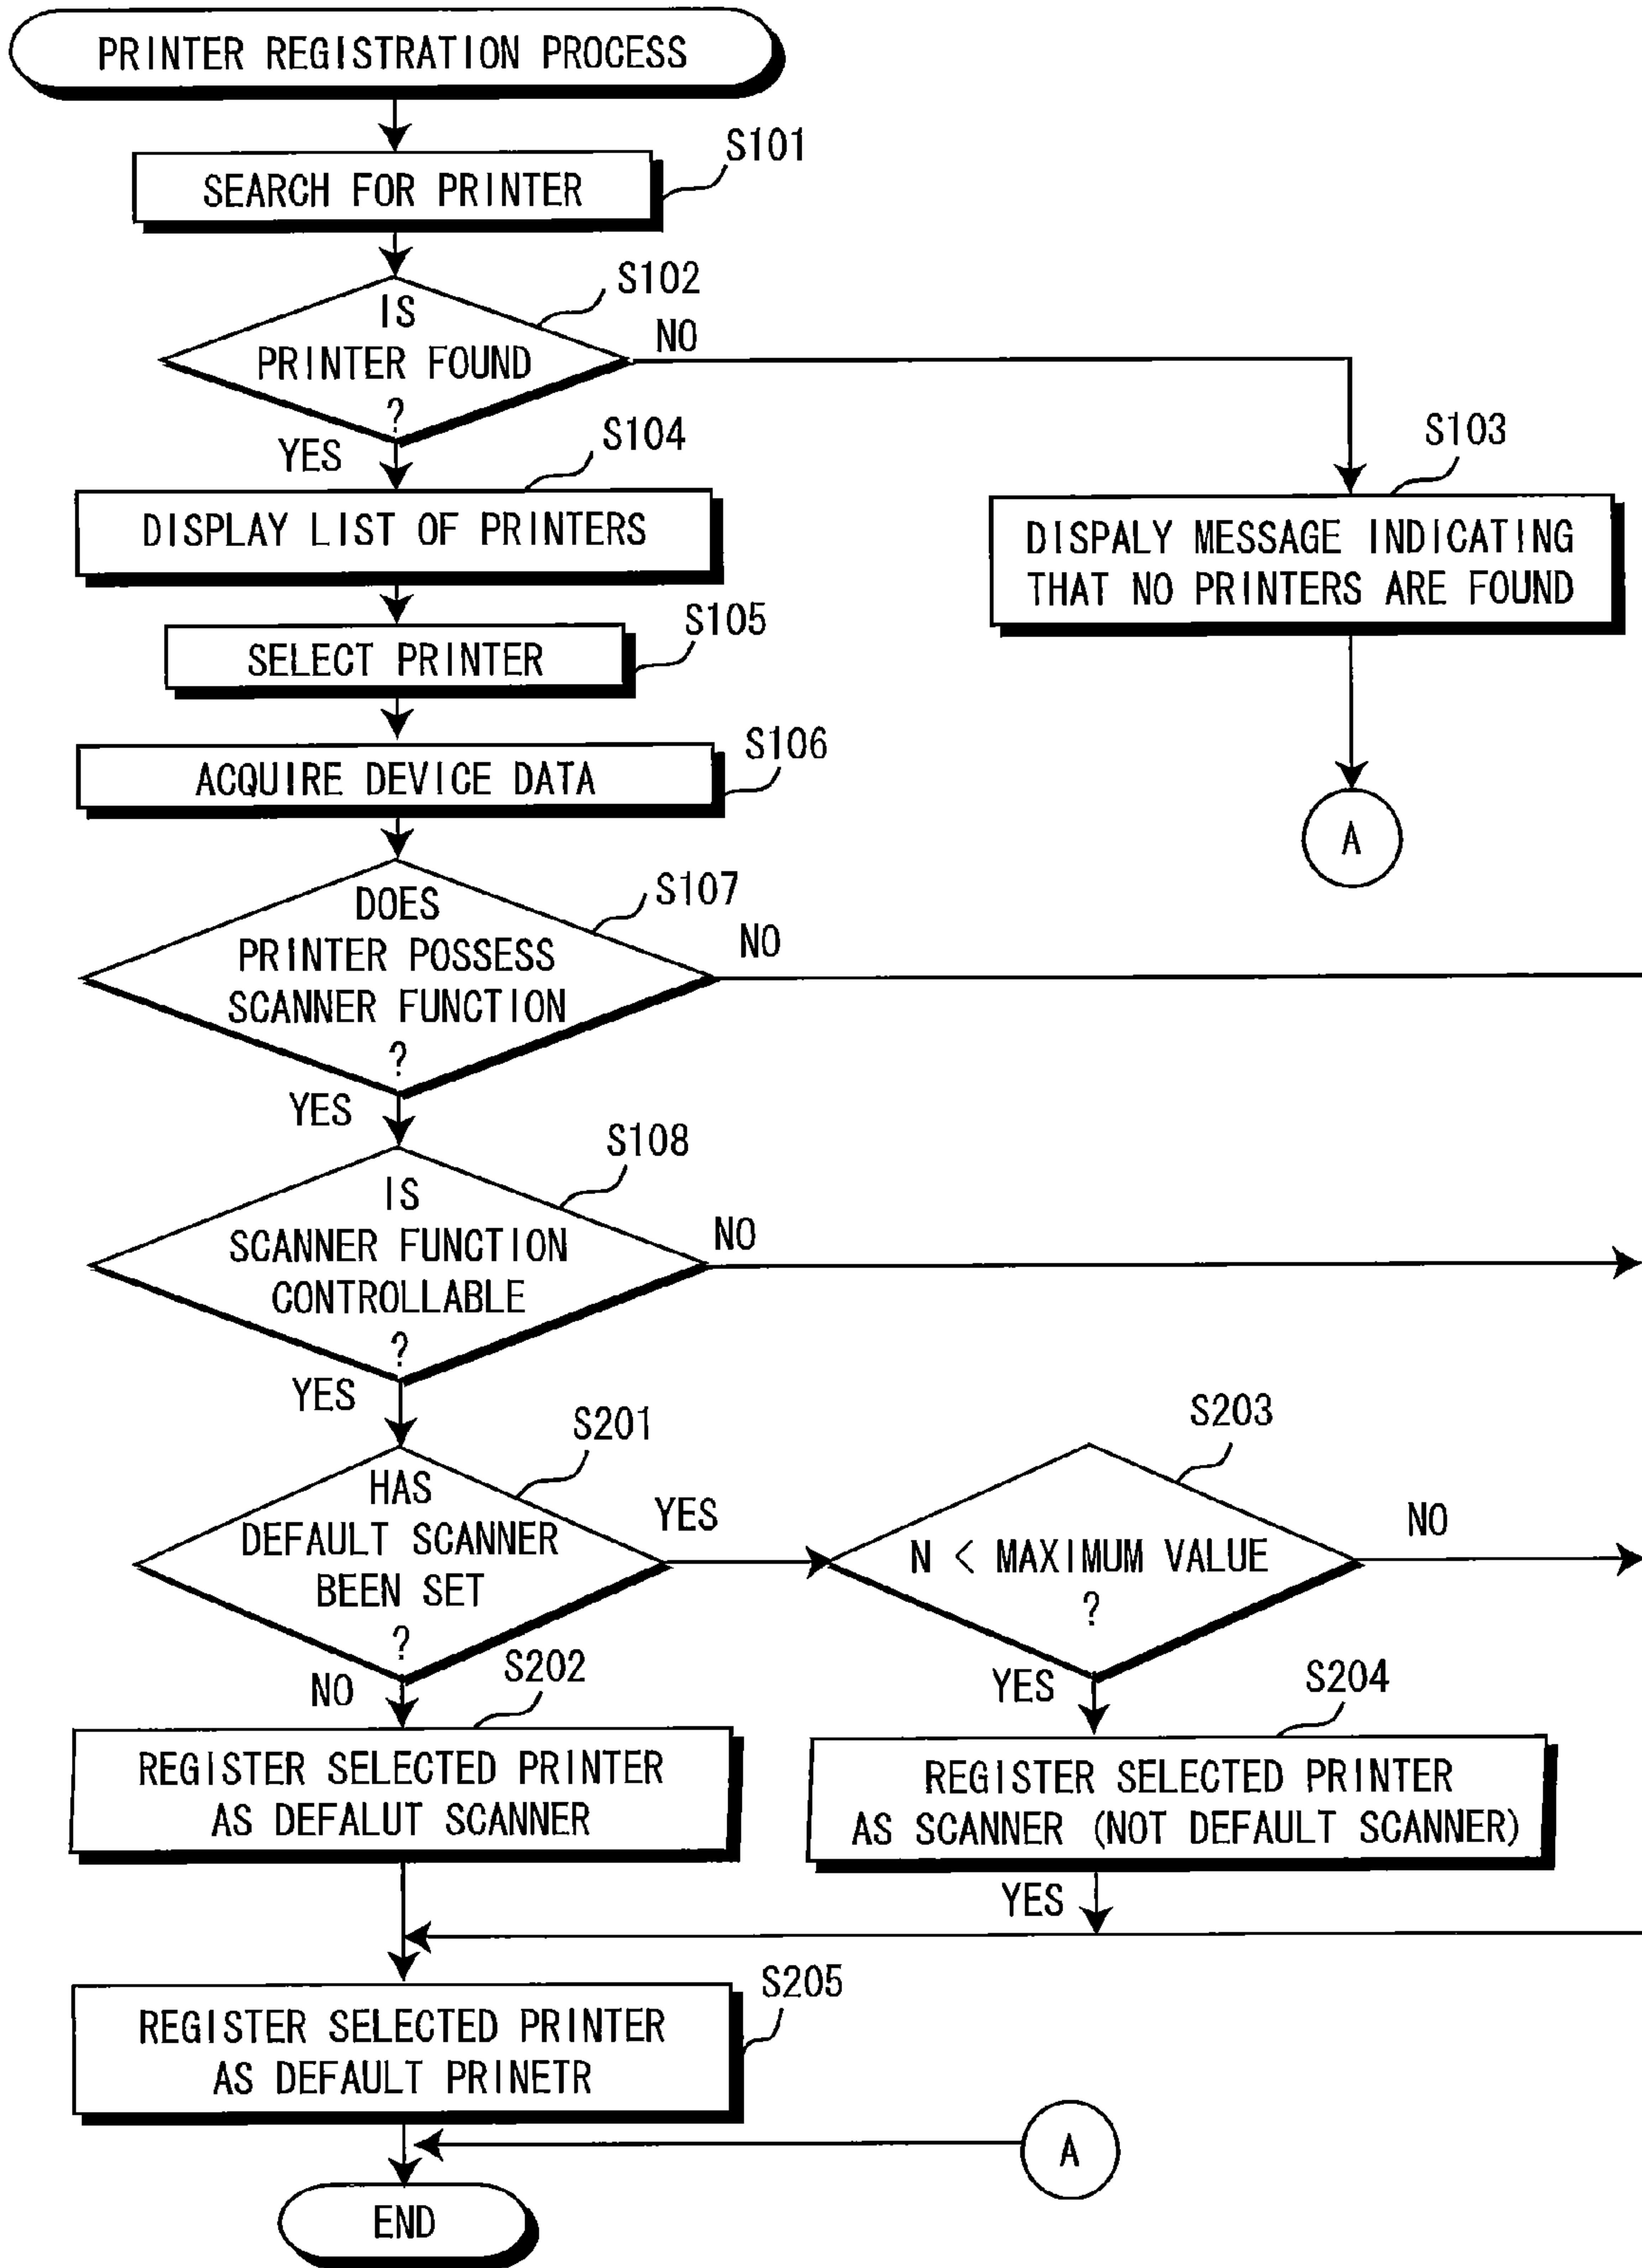 PRINTER REGISTRATION PROCESS
S101
SEARCH FOR PRINTER
S102
IS
PRINTER FOUND
?
NO
YES
S104
DISPLAY LIST OF PRINTERS
S103
DISPALY MESSAGE INDICATING
THAT NO PRINTERS ARE FOUND
S105
SELECT PRINTER
S106
ACQUIRE DEVICE DATA
A
S107
DOES
PRINTER POSSESS
SCANNER FUNCTION
?
NO
YES
S108
IS
SCANNER FUNCTION
CONTROLLABLE
?
NO
YES
S201
HAS
DEFAULT SCANNER
BEEN SET
?
YES
S203
N < MAXIMUM VALUE
?
NO
NO
S202
REGISTER SELECTED PRINTER
AS DEFALUT SCANNER
YES
S204
REGISTER SELECTED PRINTER
AS SCANNER (NOT DEFAULT SCANNER)
YES
S205
REGISTER SELECTED PRINTER
AS DEFAULT PRINETR
A
END